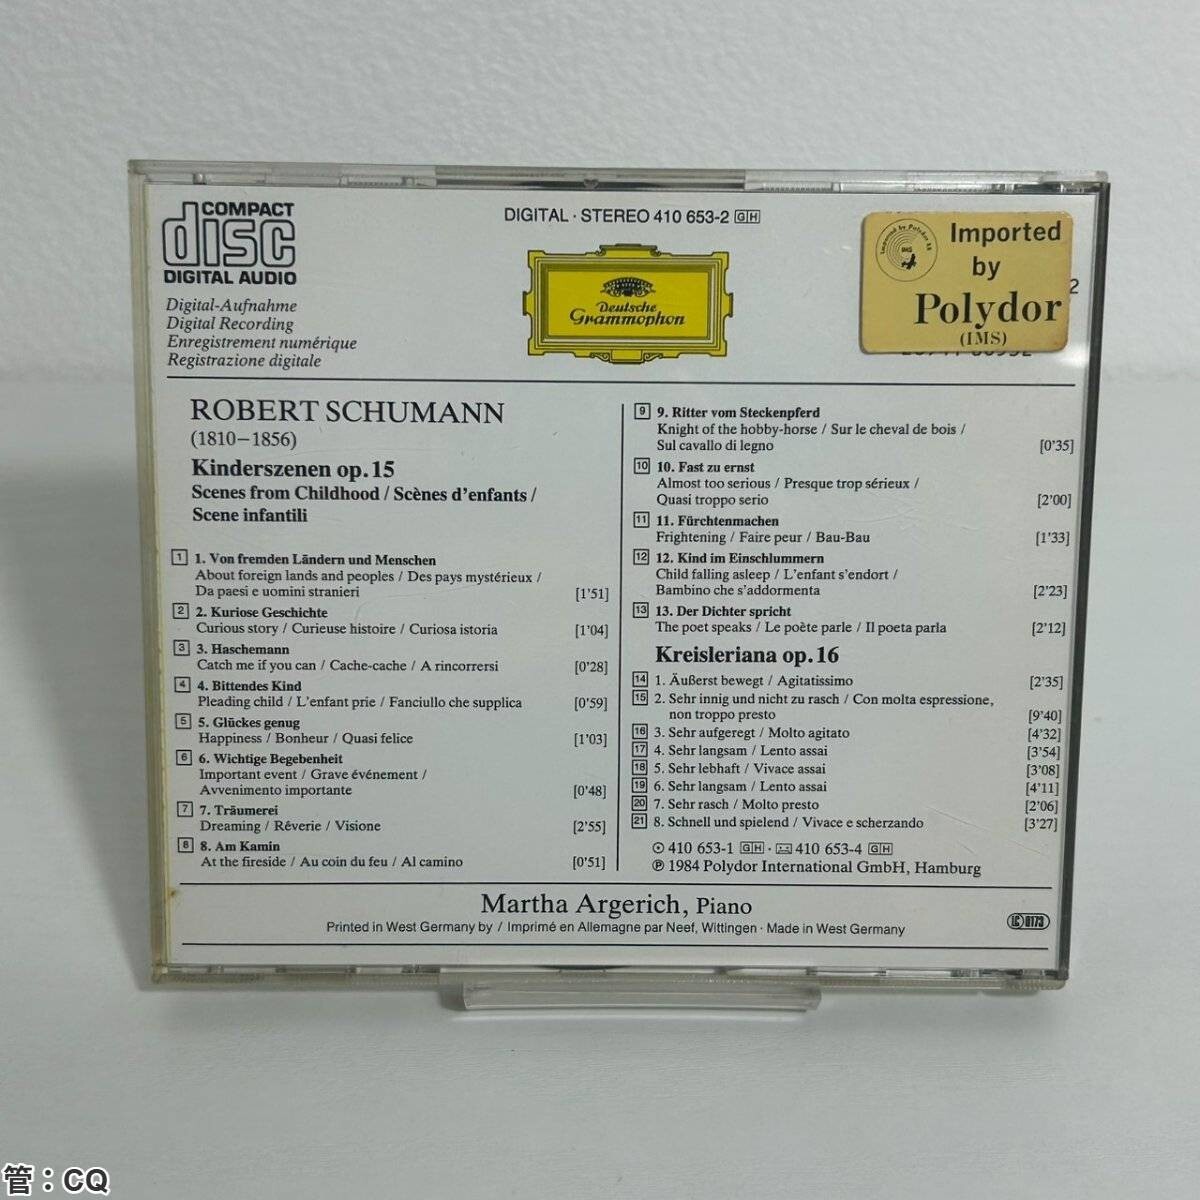 COMPACT
disc
DIGITAL AUDIO
Digital-Aufnahme
Digital Recording
Enregistrement numérique
Registrazione digitale
DIGITAL · STEREO 410 653-2 GH
Deutsche
Grammophon
Imported
by
Polydor
(IMS)
2
ROBERT SCHUMANN
(1810–1856)
Kinderszenen op. 15
Scenes from Childhood / Scènes d'enfants /
Scene infantili
1 1. Von fremden Ländern und Menschen
About foreign lands and peoples / Des pays mystérieux /
Da paesi e uomini stranieri [1'51]
2 2. Kuriose Geschichte
Curious story / Curieuse histoire / Curiosa istoria [1'04]
3 3. Haschemann
Catch me if you can / Cache-cache / A rincorrersi [0'28]
4 4. Bittendes Kind
Pleading child / L'enfant prie / Fanciullo che supplica [0'59]
5 5. Glückes genug
Happiness / Bonheur / Quasi felice [1'03]
6 6. Wichtige Begebenheit
Important event / Grave événement /
Avvenimento importante [0'48]
7 7. Träumerei
Dreaming / Rêverie / Visione [2'55]
8 8. Am Kamin
At the fireside / Au coin du feu / Al camino [0'51]
9 9. Ritter vom Steckenpferd
Knight of the hobby-horse / Sur le cheval de bois /
Sul cavallo di legno [0'35]
10 10. Fast zu ernst
Almost too serious / Presque trop sérieux /
Quasi troppo serio [2'00]
11 11. Fürchtenmachen
Frightening / Faire peur / Bau-Bau [1'33]
12 12. Kind im Einschlummern
Child falling asleep / L'enfant s'endort /
Bambino che s'addormenta [2'23]
13 13. Der Dichter spricht
The poet speaks / Le poète parle / Il poeta parla [2'12]
Kreisleriana op. 16
14 1. Äußerst bewegt / Agitatissimo [2'35]
15 2. Sehr innig und nicht zu rasch / Con molta espressione,
non troppo presto [9'40]
16 3. Sehr aufgeregt / Molto agitato [4'32]
17 4. Sehr langsam / Lento assai [3'54]
18 5. Sehr lebhaft / Vivace assai [3'08]
19 6. Sehr langsam / Lento assai [4'11]
20 7. Sehr rasch / Molto presto [2'06]
21 8. Schnell und spielend / Vivace e scherzando [3'27]
410 653-1 GH · 410 653-4 GH
℗ 1984 Polydor International GmbH, Hamburg
Martha Argerich, Piano
Printed in West Germany by / Imprimé en Allemagne par Neef, Wittingen · Made in West Germany
LC 0173
管：CQ